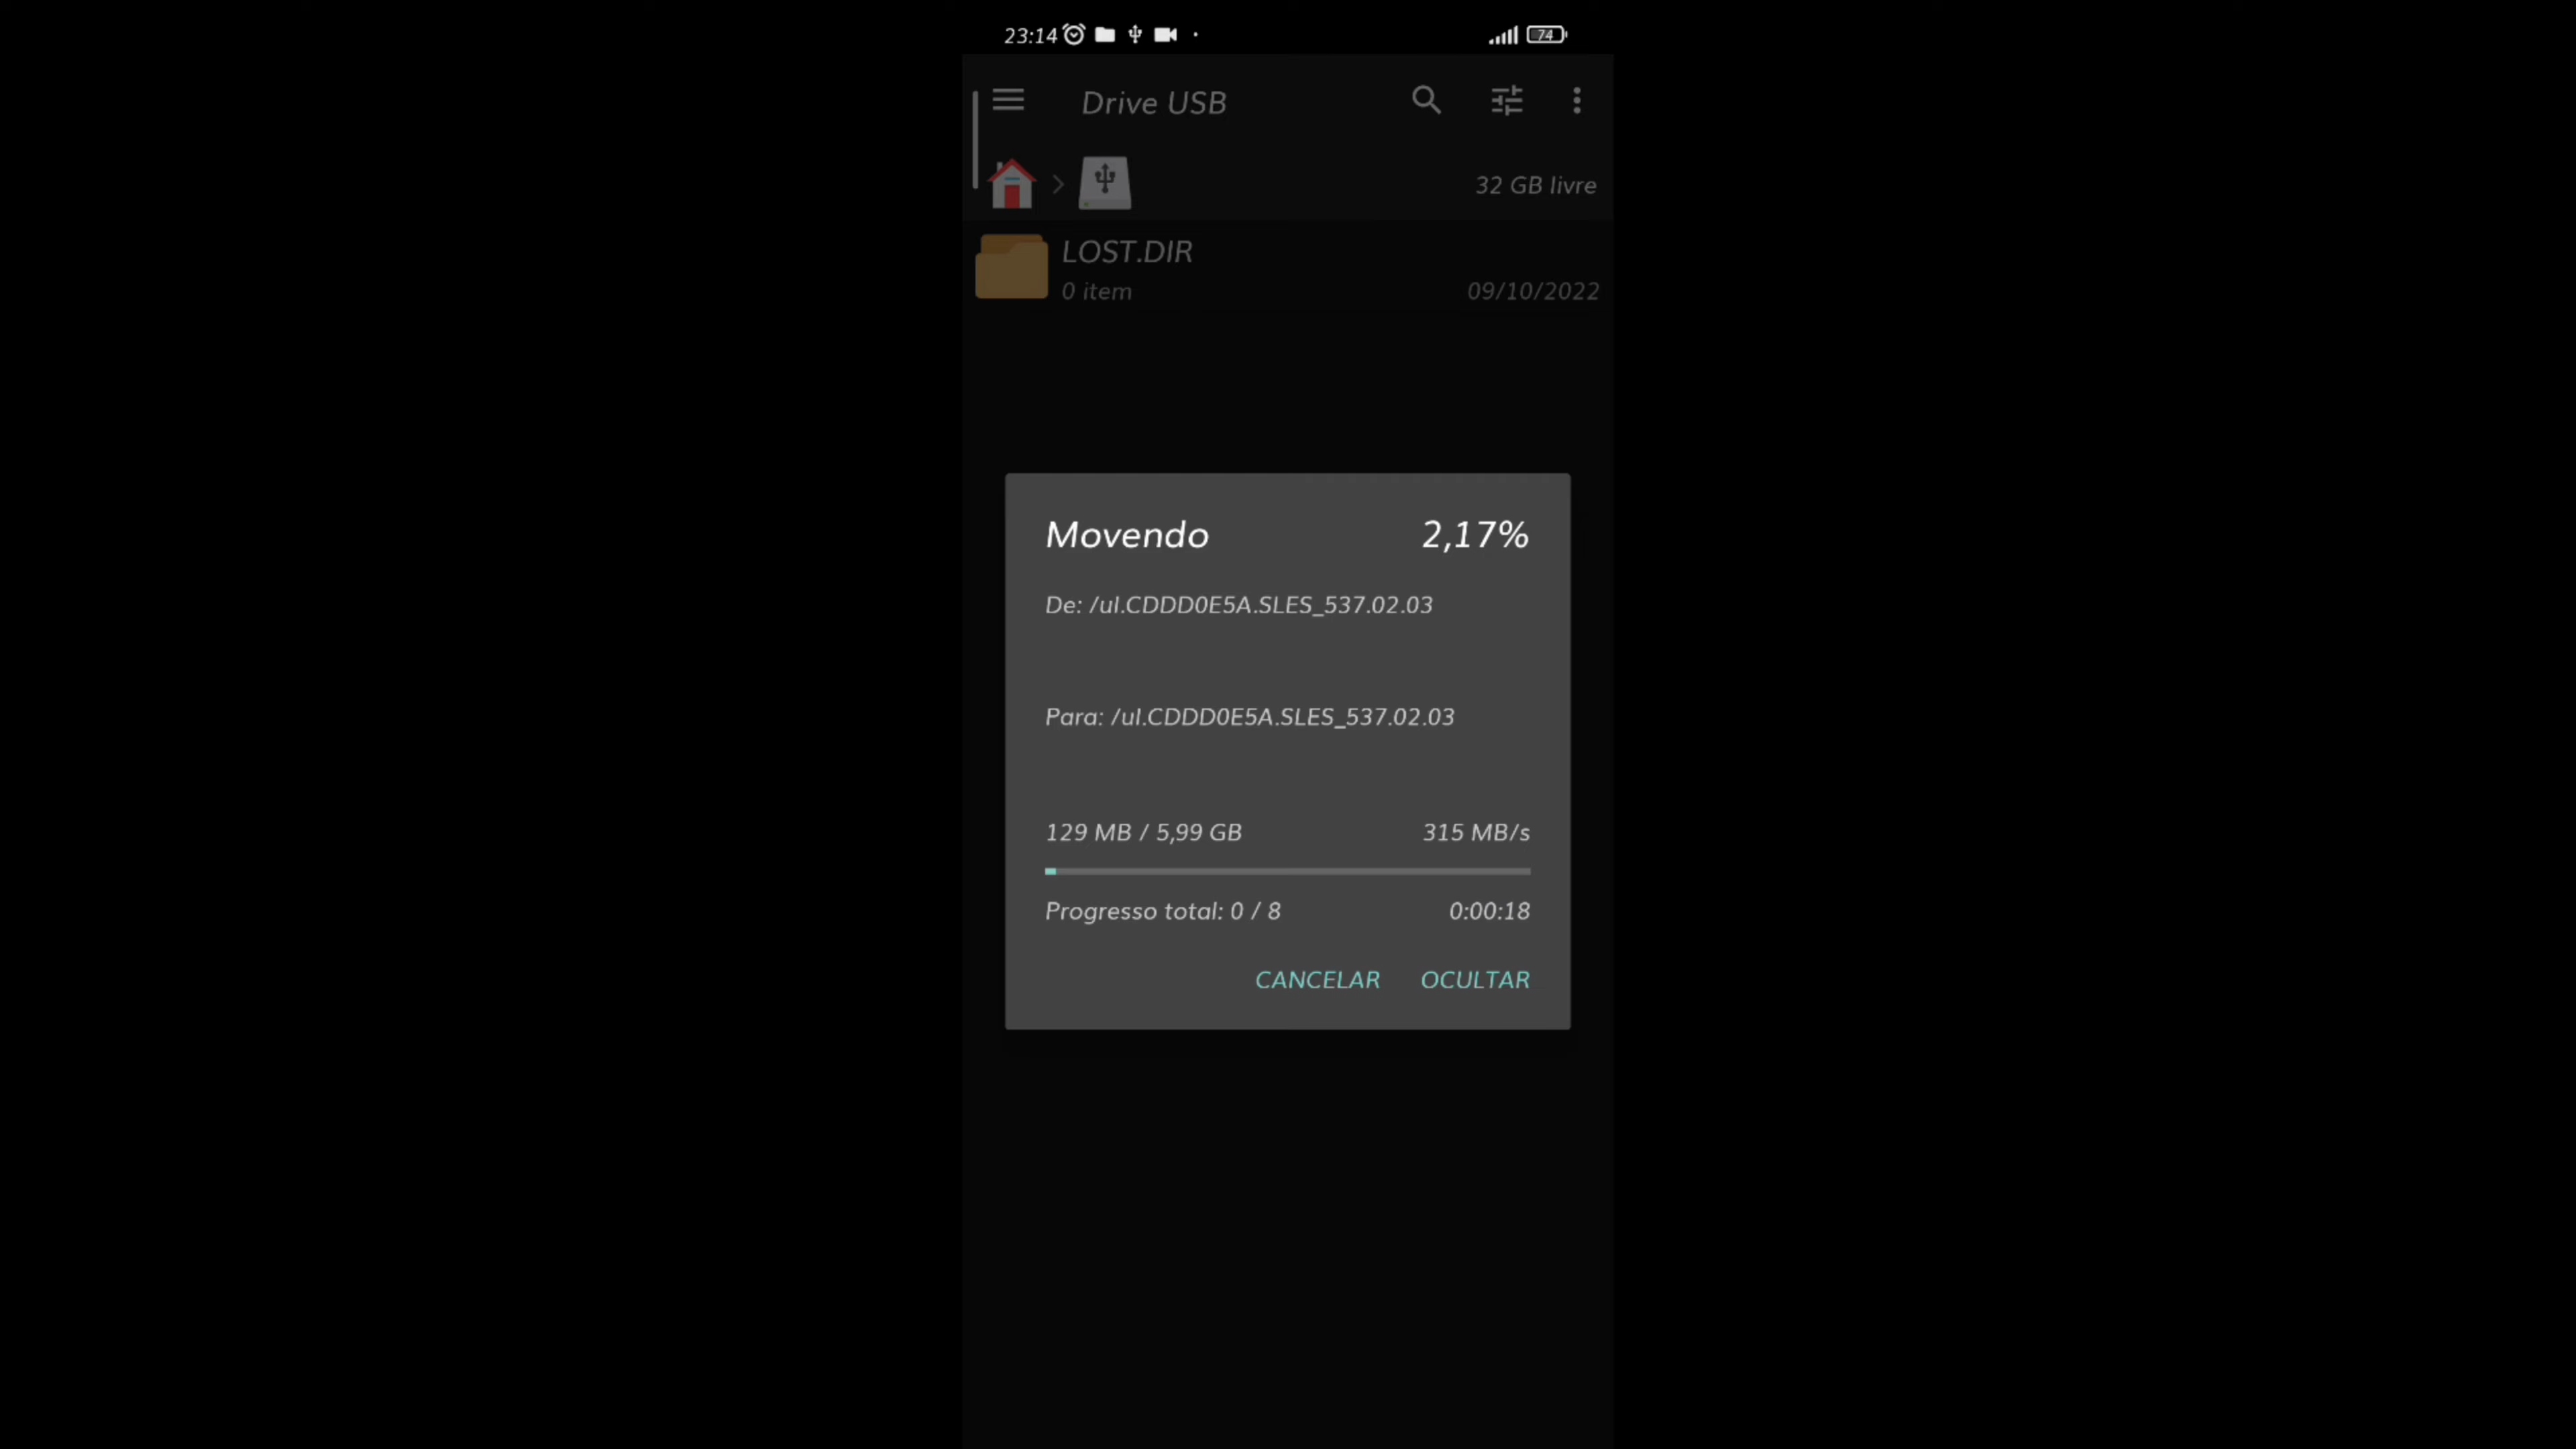 23:14
74
Drive USB
32 GB livre
LOST.DIR
0 item
09/10/2022
Movendo
2,17%
De: /ul.CDDD0E5A.SLES_537.02.03
Para: /ul.CDDD0E5A.SLES_537.02.03
129 MB / 5,99 GB
315 MB/s
Progresso total: 0 / 8
0:00:18
CANCELAR
OCULTAR